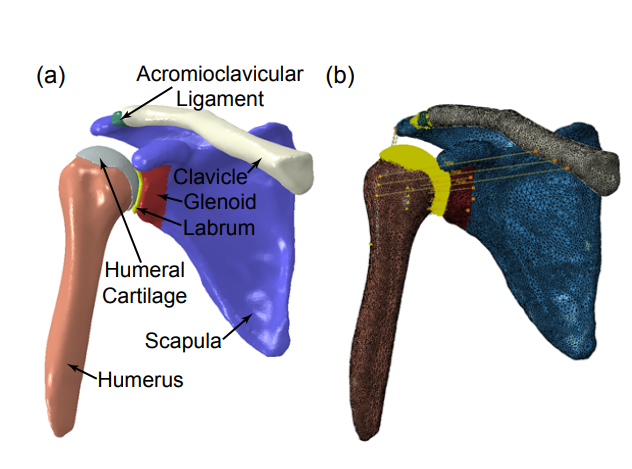 (a)
Acromioclavicular
Ligament
(b)
Clavicle
Glenoid
Labrum
Humeral
Cartilage
Scapula
Humerus